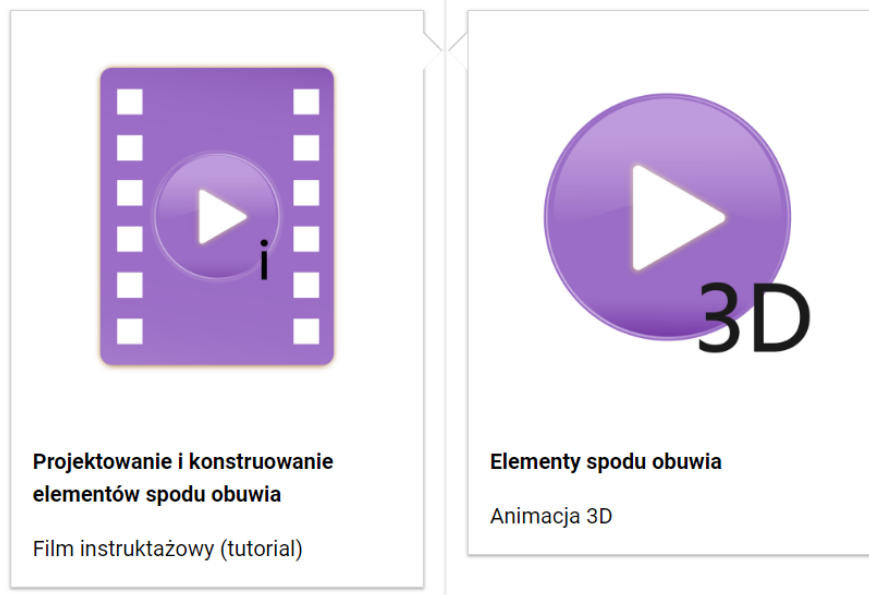 i
Projektowanie i konstruowanie
elementów spodu obuwia
Film instruktażowy (tutorial)
3D
Elementy spodu obuwia
Animacja 3D